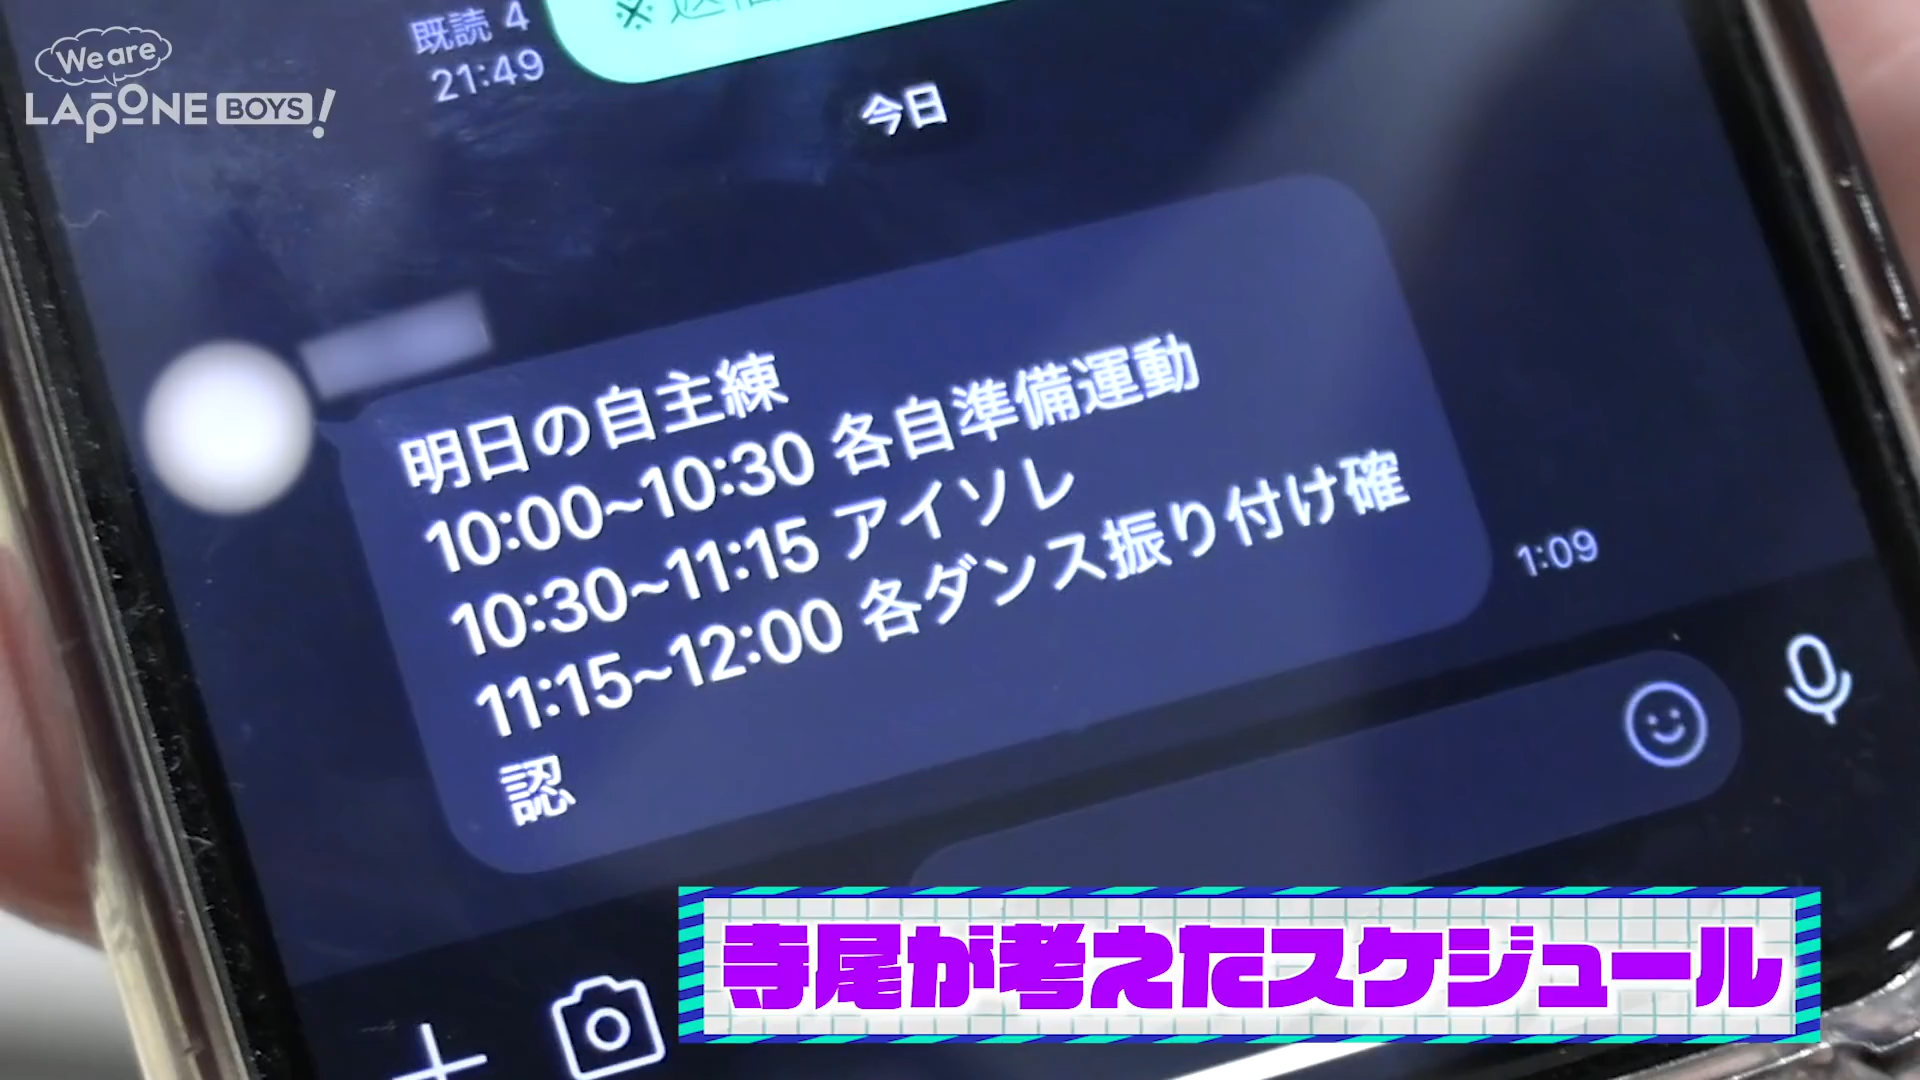 We are
LAPONE BOYS!
既読 4
21:49
今日
明日の自主練
10:00~10:30 各自準備運動
10:30~11:15 アイソレ
11:15~12:00 各ダンス振り付け確
認
1:09
寺尾が考えたスケジュール